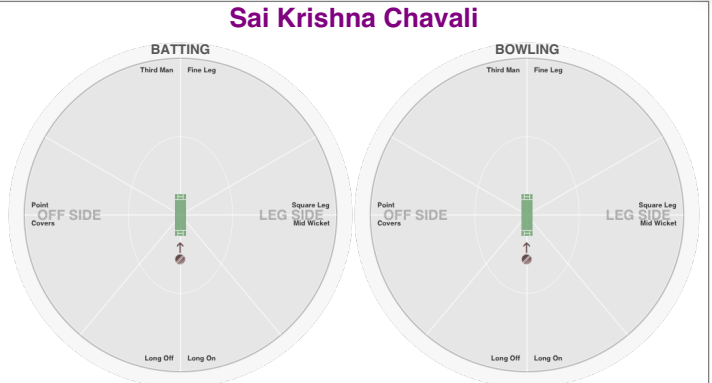 Sai Krishna Chavali
BATTING
Third Man Fine Leg
Point
OFF SIDE
Covers
Square Leg
LEG SIDE
Mid Wicket
Long Off Long On
BOWLING
Third Man Fine Leg
Point
OFF SIDE
Covers
Square Leg
LEG SIDE
Mid Wicket
Long Off Long On